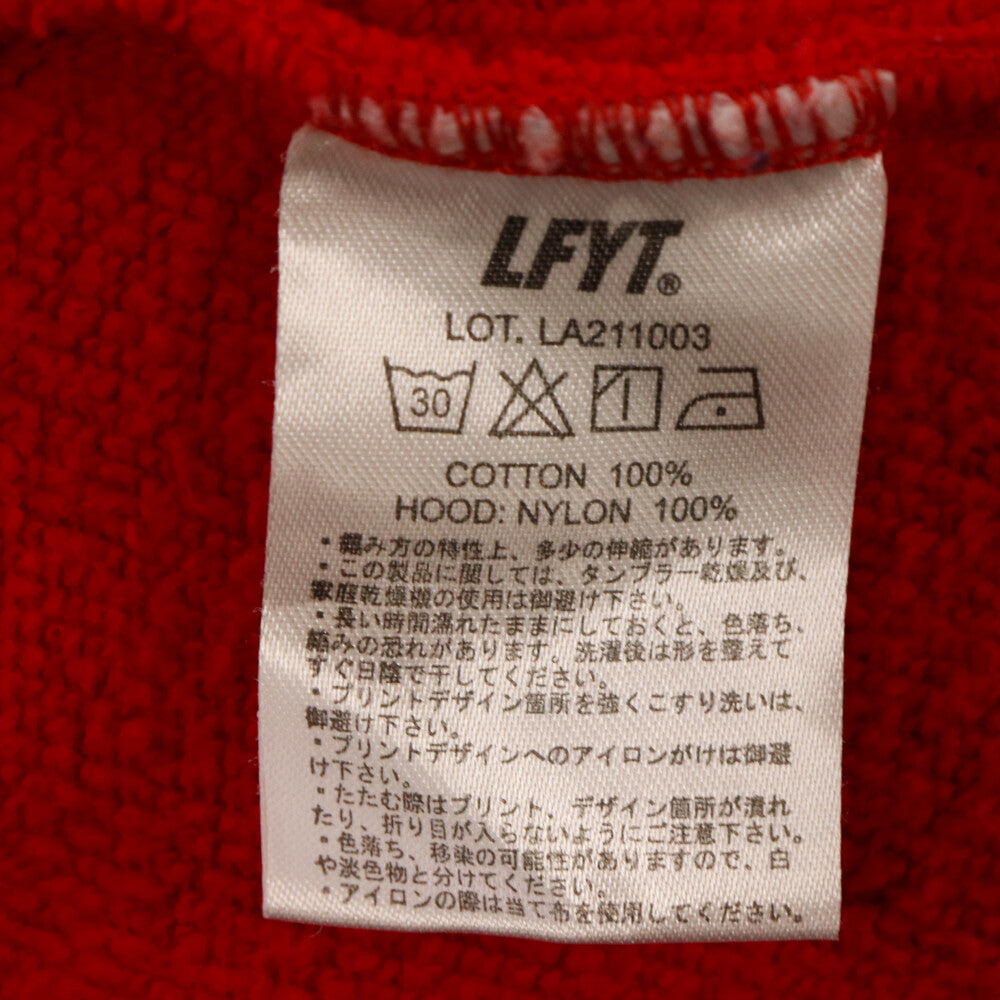 LFYT®
LOT. LA211003
30
COTTON 100%
HOOD: NYLON 100%
・編み方の特性上、多少の伸縮があります。
・この製品に関しては、タンブラー乾燥及び、
家庭乾燥機の使用は御避け下さい。
・長い時間濡れたままにしておくと、色落ち、
縮みの恐れがあります。洗濯後は形を整えて
すぐ日陰で干してください。
・プリントデザイン箇所を強くこすり洗いは、
御避け下さい。
・プリントデザインへのアイロンがけは御避
け下さい。
・たたむ際はプリント、デザイン箇所が潰れ
たり、折り目が入らないようにご注意下さい。
・色落ち、移染の可能性がありますので、白
や淡色物と分けてください。
・アイロンの際は当て布を使用してください。